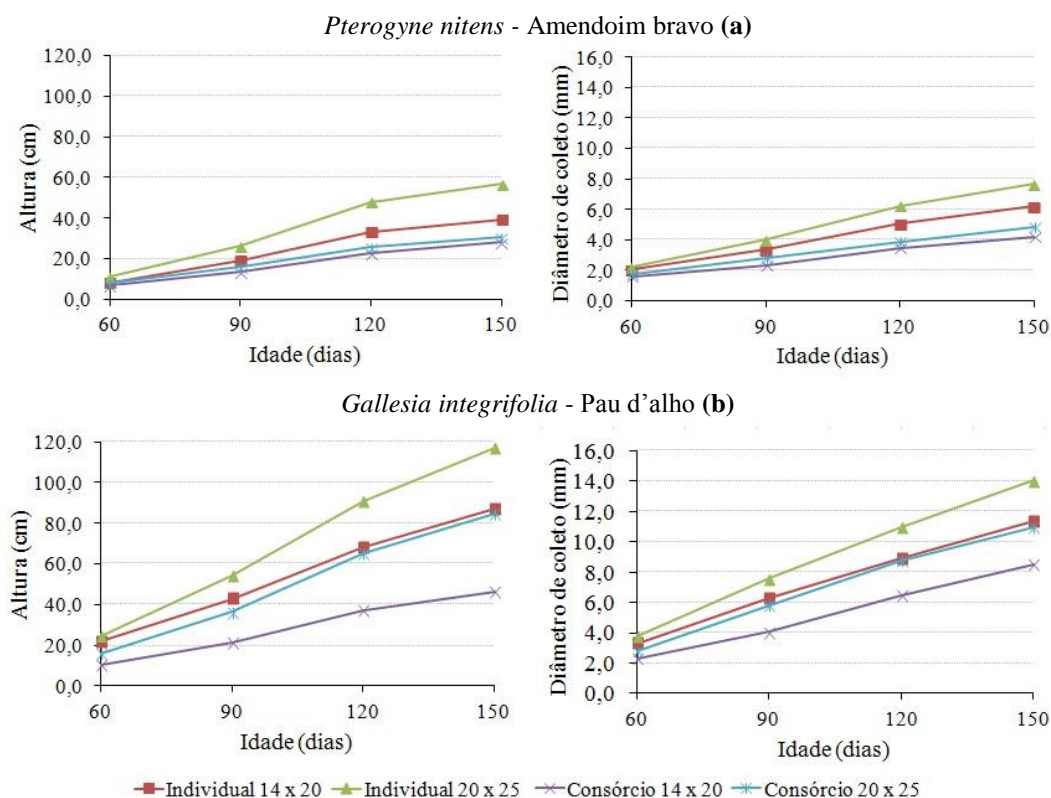 Pterogyne nitens - Amendoim bravo (a)
Altura (cm)
120,0
100,0
80,0
60,0
40,0
20,0
0,0
60 90 120 150
Idade (dias)
Diâmetro de coleto (mm)
16,0
14,0
12,0
10,0
8,0
6,0
4,0
2,0
0,0
60 90 120 150
Idade (dias)
Gallesia integrifolia - Pau d’alho (b)
Altura (cm)
120,0
100,0
80,0
60,0
40,0
20,0
0,0
60 90 120 150
Idade (dias)
Diâmetro de coleto (mm)
16,0
14,0
12,0
10,0
8,0
6,0
4,0
2,0
0,0
60 90 120 150
Idade (dias)
Individual 14 x 20 Individual 20 x 25 Consórcio 14 x 20 Consórcio 20 x 25